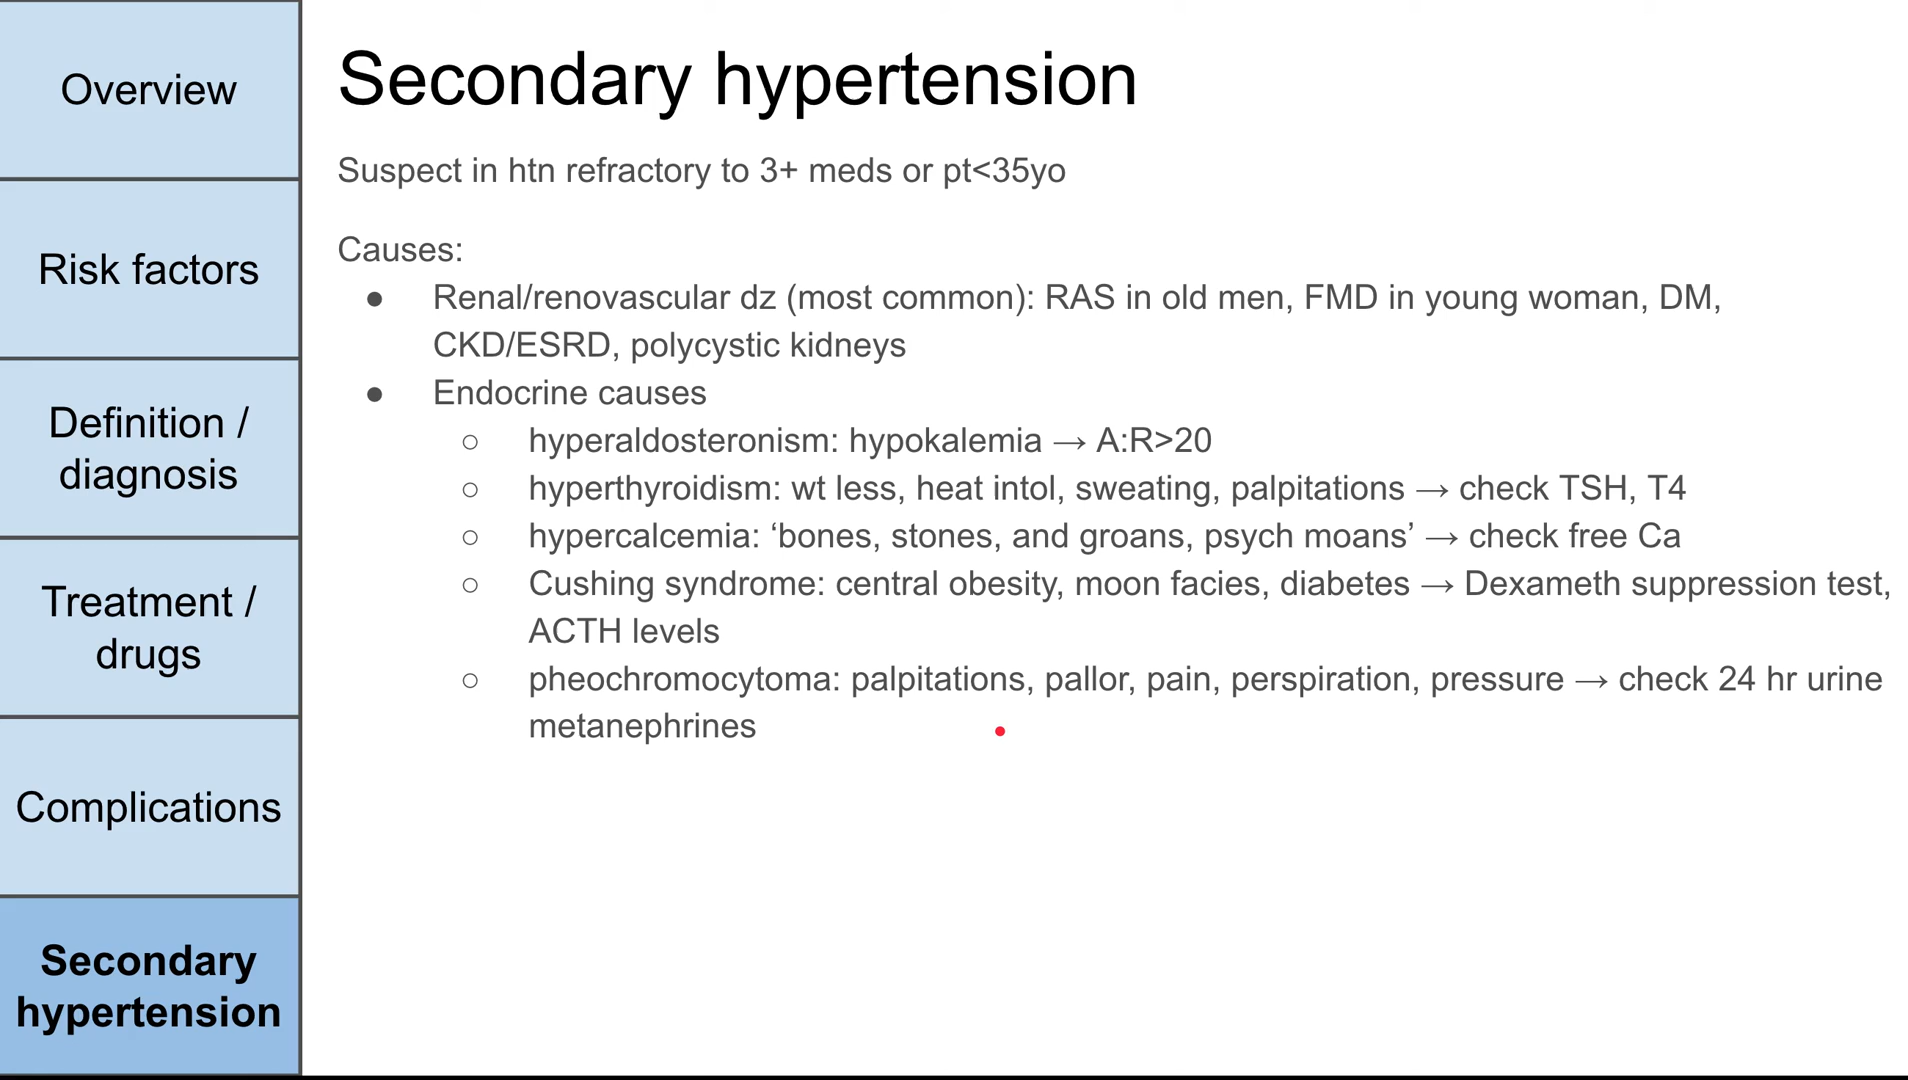 Overview
Risk factors
Definition /
diagnosis
Treatment /
drugs
Complications
Secondary
hypertension
Secondary hypertension
Suspect in htn refractory to 3+ meds or pt<35yo
Causes:
● Renal/renovascular dz (most common): RAS in old men, FMD in young woman, DM,
CKD/ESRD, polycystic kidneys
● Endocrine causes
○ hyperaldosteronism: hypokalemia → A:R>20
○ hyperthyroidism: wt less, heat intol, sweating, palpitations → check TSH, T4
○ hypercalcemia: ‘bones, stones, and groans, psych moans’ → check free Ca
○ Cushing syndrome: central obesity, moon facies, diabetes → Dexameth suppression test,
ACTH levels
○ pheochromocytoma: palpitations, pallor, pain, perspiration, pressure → check 24 hr urine
metanephrines